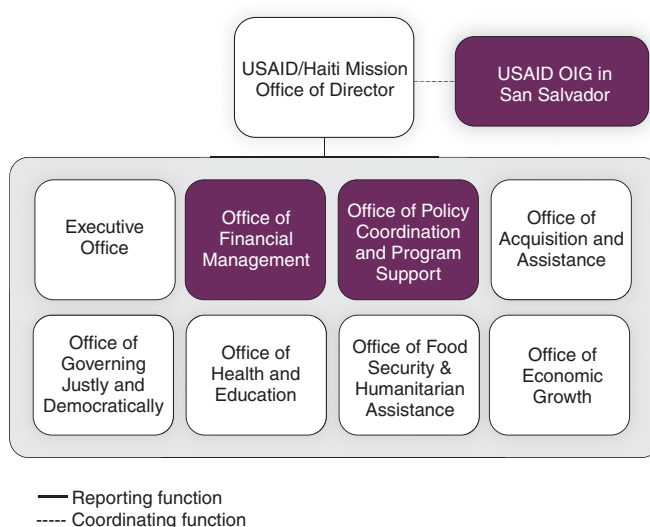 USAID/Haiti Mission
Office of Director
USAID OIG in
San Salvador
Executive
Office
Office of
Financial
Management
Office of Policy
Coordination
and Program
Support
Office of
Acquisition and
Assistance
Office of
Governing
Justly and
Democratically
Office of
Health and
Education
Office of Food
Security &
Humanitarian
Assistance
Office of
Economic
Growth
Reporting function
Coordinating function